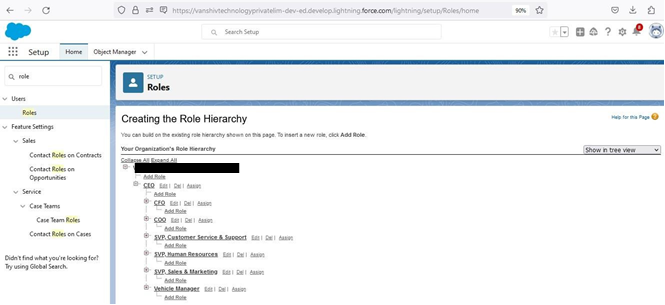 https://vanshivtechnologyprivatelim-dev-ed.develop.lightning.force.com/lightning/setup/Roles/home
90%
Search Setup
Setup
Home
Object Manager
role
Users
Roles
Feature Settings
Sales
Contact Roles on Contracts
Contact Roles on
Opportunities
Service
Case Teams
Case Team Roles
Contact Roles on Cases
Didn't find what you're looking for?
Try using Global Search.
SETUP
Roles
Creating the Role Hierarchy
Help for this Page
You can build on the existing role hierarchy shown on this page. To insert a new role, click Add Role.
Your Organization's Role Hierarchy
Show in tree view
Collapse All Expand All
Add Role
CEO Edit | Del | Assign
Add Role
CFO Edit | Del | Assign
Add Role
COO Edit | Del | Assign
Add Role
SVP, Customer Service & Support Edit | Del | Assign
Add Role
SVP, Human Resources Edit | Del | Assign
Add Role
SVP, Sales & Marketing Edit | Del | Assign
Add Role
Vehicle Manager Edit | Del | Assign
Add Role